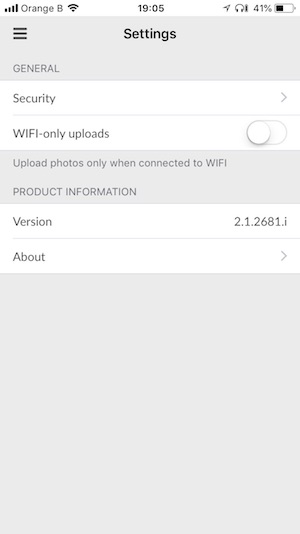 Orange B 19:05 41%
Settings
GENERAL
Security
WIFI-only uploads
Upload photos only when connected to WIFI
PRODUCT INFORMATION
Version 2.1.2681.i
About